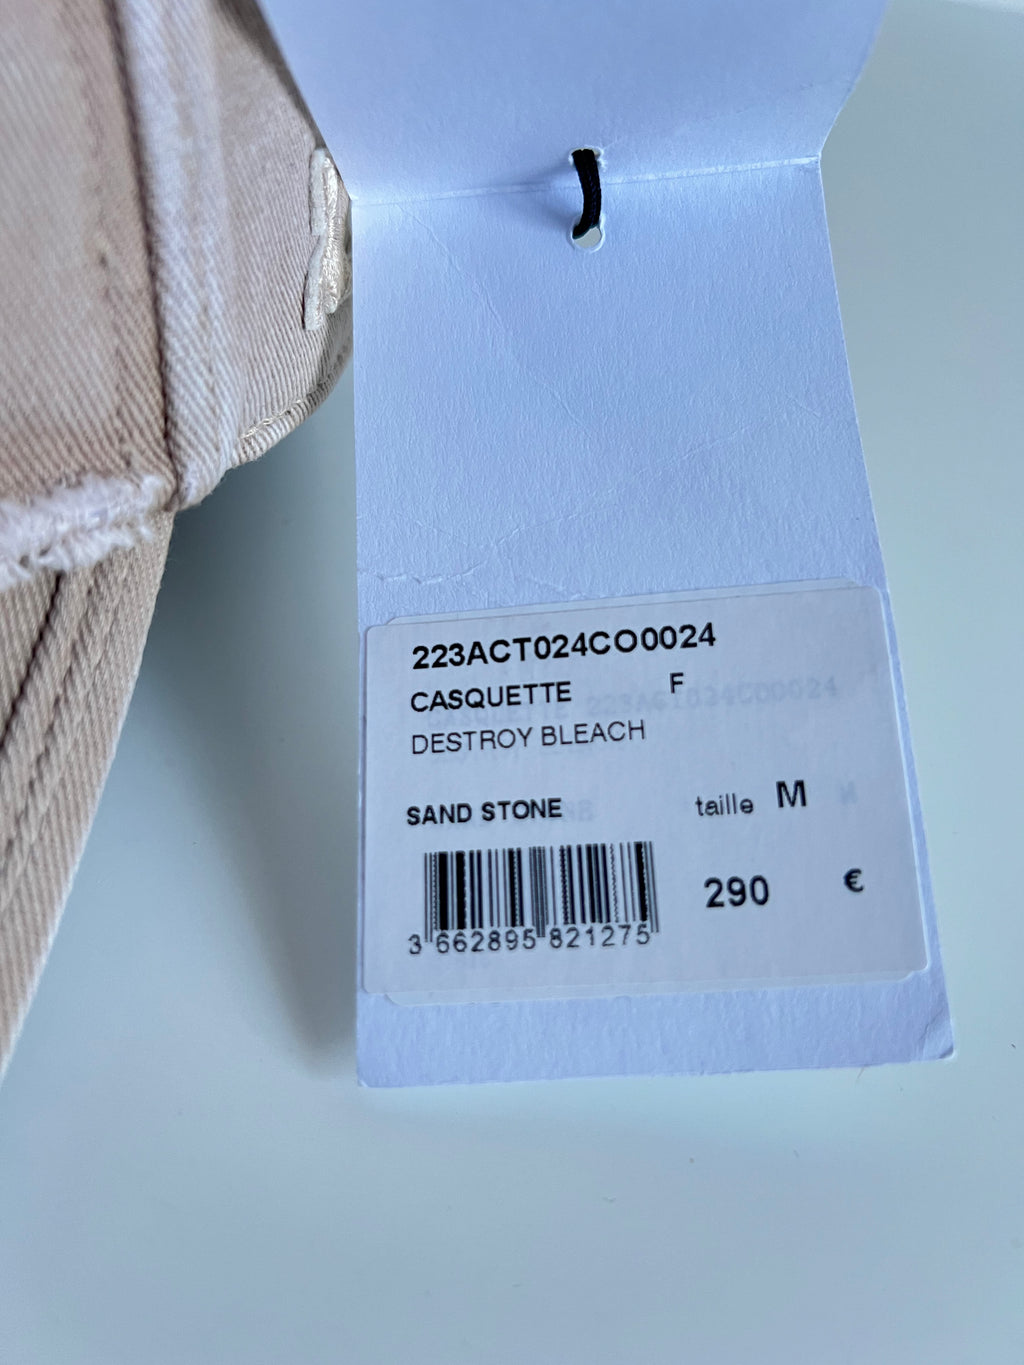 223ACT024CO0024
CASQUETTE F
DESTROY BLEACH
SAND STONE taille M
290 €
3 662895 821275